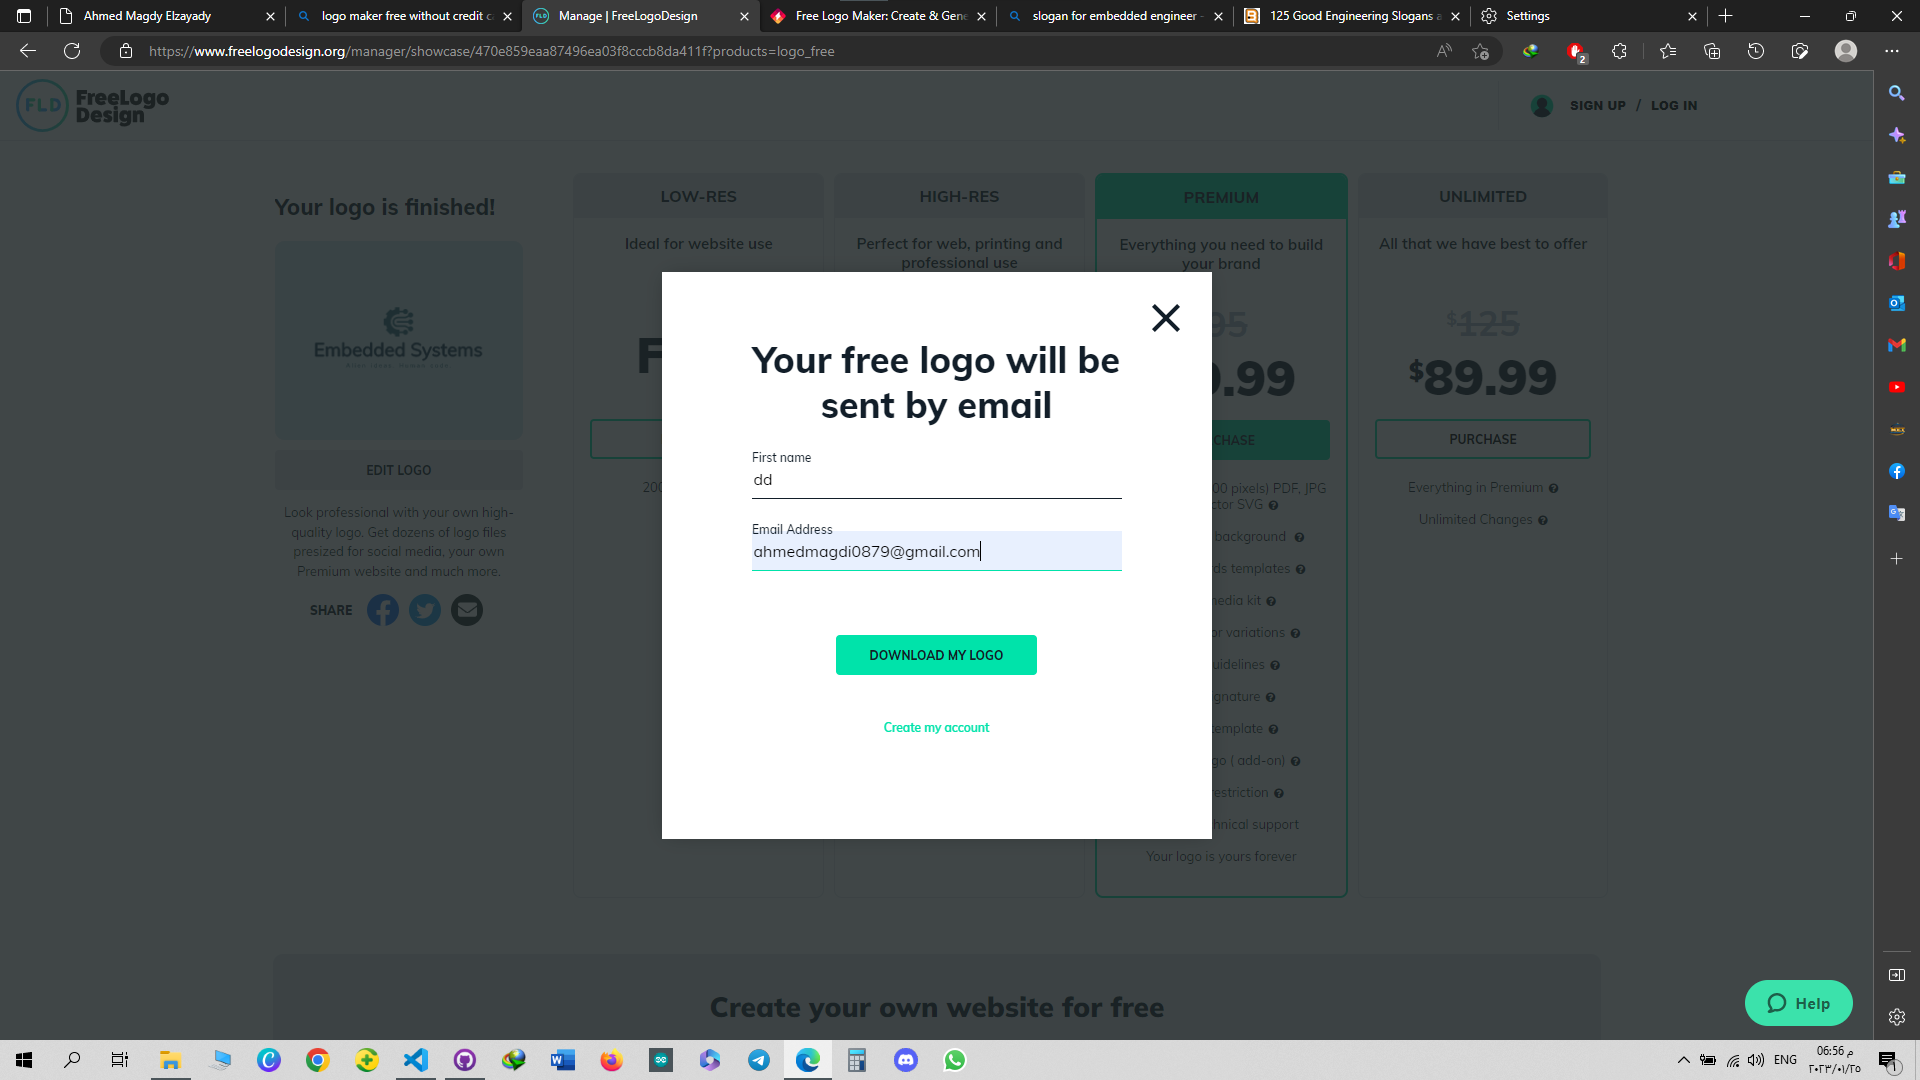 Ahmed Magdy Elzayady
logo maker free without credit c
Manage | FreeLogoDesign
Free Logo Maker: Create & Gene
slogan for embedded engineer -
125 Good Engineering Slogans a
Settings
https://www.freelogodesign.org/manager/showcase/470e859eaa87496ea03f8cccb8da411f?products=logo_free
2
FLD
FreeLogo
Design
SIGN UP / LOG IN
Your logo is finished!
Embedded Systems
EDIT LOGO
Look professional with your own high-
quality logo. Get dozens of logo files
presized for social media, your own
Premium website and much more.
SHARE
LOW-RES
Ideal for website use
F
200
HIGH-RES
Perfect for web, printing and
professional use
PREMIUM
Everything you need to build
your brand
95
9.99
CHASE
00 pixels) PDF, JPG
ctor SVG
background
ds templates
nedia kit
or variations
uidelines
gnature
template
go ( add-on)
estriction
hnical support
Your logo is yours forever
UNLIMITED
All that we have best to offer
$125
$89.99
PURCHASE
Everything in Premium
Unlimited Changes
Your free logo will be
sent by email
First name
dd
Email Address
ahmedmagdi0879@gmail.com
DOWNLOAD MY LOGO
Create my account
Create your own website for free
Help
ENG
06:56 م
٢٠٢٣/٠١/٢٥
1